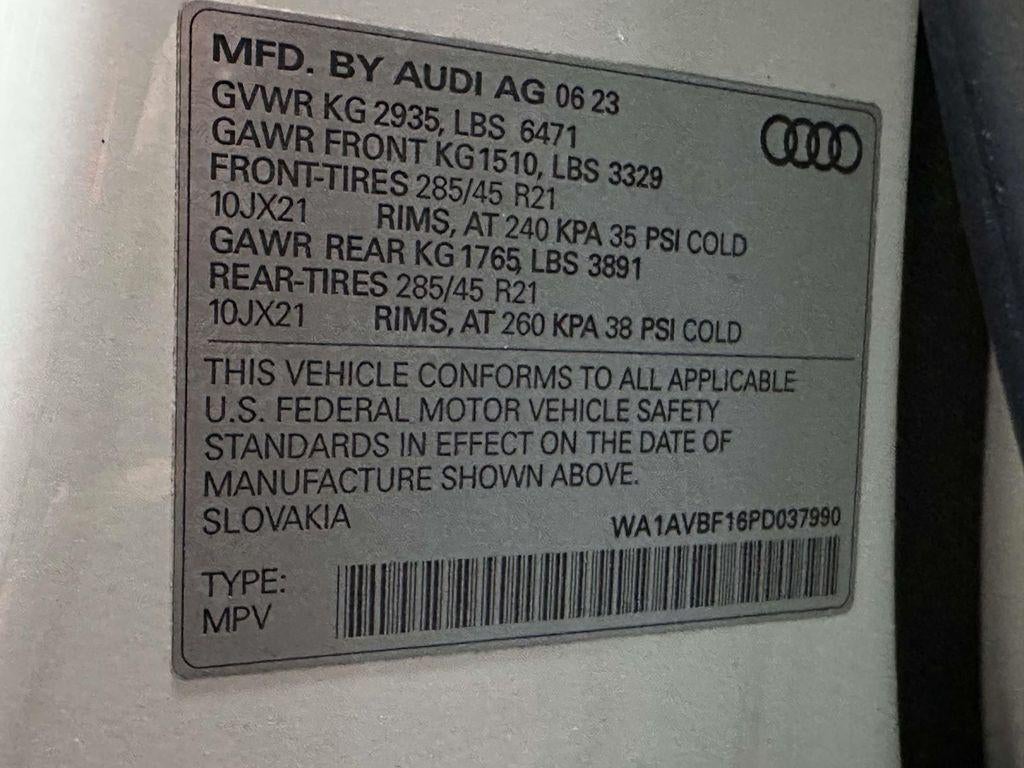 MFD. BY AUDI AG 06 23
GVWR KG 2935, LBS 6471
GAWR FRONT KG1510, LBS 3329
FRONT-TIRES 285/45 R21
10JX21 RIMS, AT 240 KPA 35 PSI COLD
GAWR REAR KG 1765, LBS 3891
REAR-TIRES 285/45 R21
10JX21 RIMS, AT 260 KPA 38 PSI COLD
THIS VEHICLE CONFORMS TO ALL APPLICABLE
U.S. FEDERAL MOTOR VEHICLE SAFETY
STANDARDS IN EFFECT ON THE DATE OF
MANUFACTURE SHOWN ABOVE.
SLOVAKIA WA1AVBF16PD037990
TYPE:
MPV